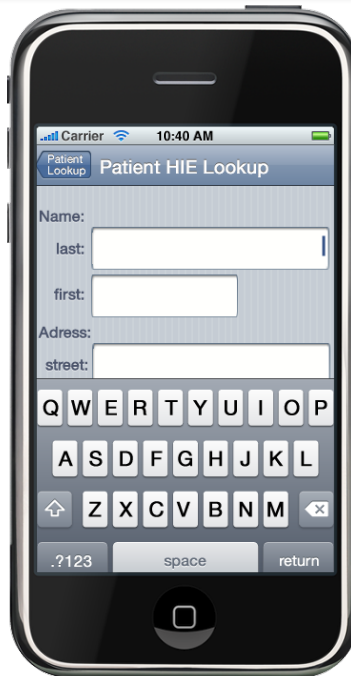 Carrier 10:40 AM
Patient
Lookup
Patient HIE Lookup
Name:
last:
first:
Adress:
street:
Q W E R T Y U I O P
A S D F G H J K L
Z X C V B N M
.?123 space return